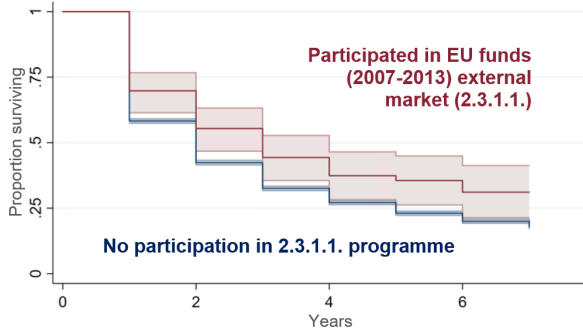 1
Participated in EU funds
(2007-2013) external
market (2.3.1.1.)
.75
.5
.25
0
Proportion surviving
No participation in 2.3.1.1. programme
0 2 4 6
Years